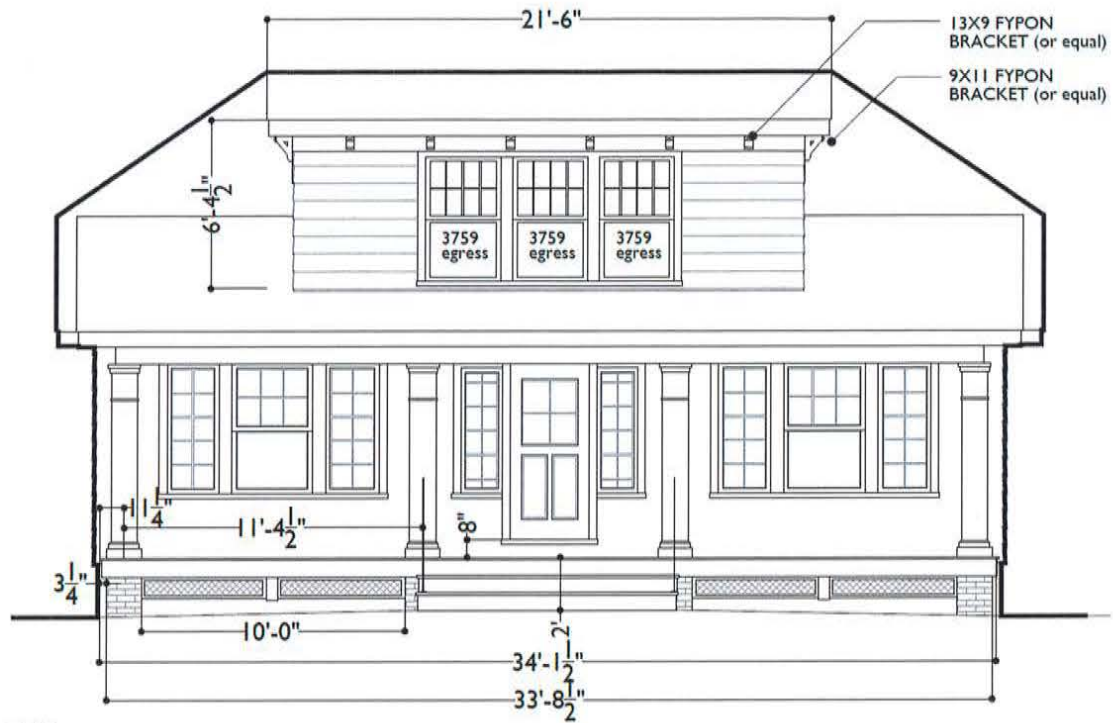 21'-6"
13X9 FYPON
BRACKET (or equal)
9X11 FYPON
BRACKET (or equal)
6'-4 1/2"
3759
egress
3759
egress
3759
egress
11 1/4"
11'-4 1/2"
8"
3 1/4"
10'-0"
2'
34'-1 1/2"
33'-8 1/2"